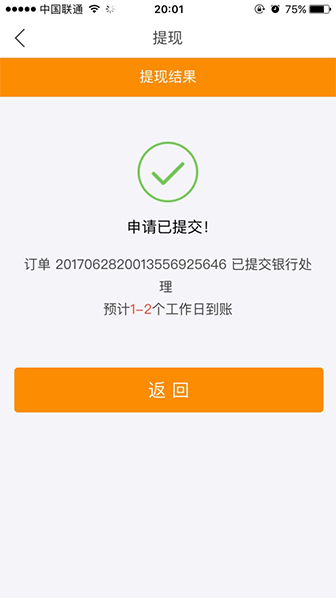 中国联通 20:01 75%
提现
提现结果
申请已提交!
订单 2017062820013556925646 已提交银行处
理
预计1-2个工作日到账
返 回